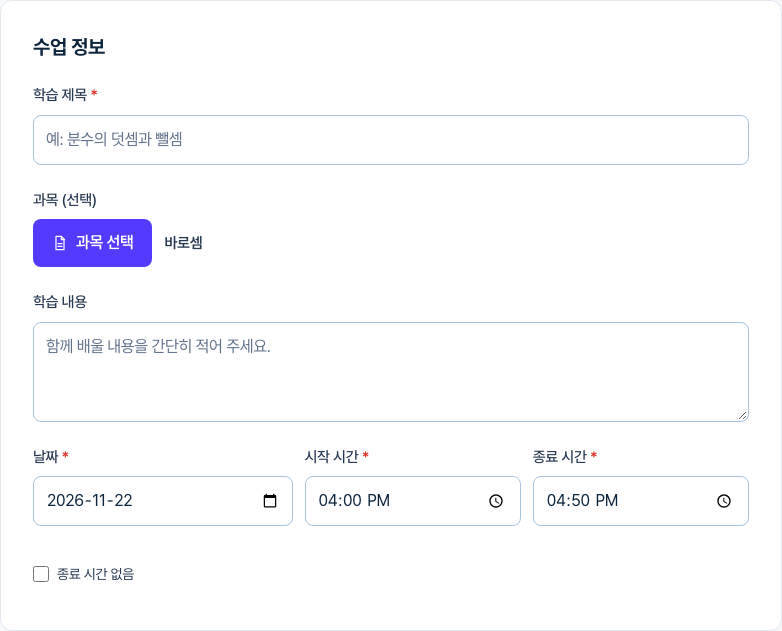 수업 정보
학습 제목 *
예: 분수의 덧셈과 뺄셈
과목 (선택)
과목 선택 바로셈
학습 내용
함께 배울 내용을 간단히 적어 주세요.
날짜 * 시작 시간 * 종료 시간 *
2026-11-22 04:00 PM 04:50 PM
종료 시간 없음